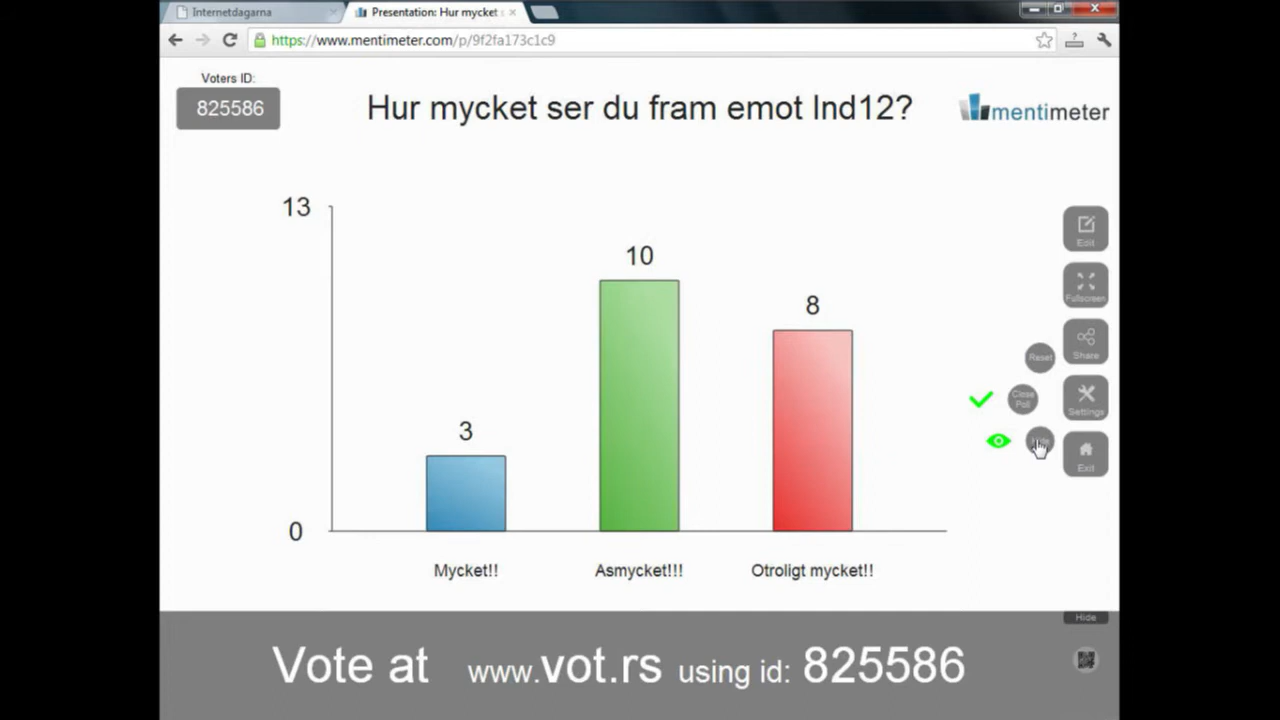 Internetdagarna
Presentation: Hur mycket
https://www.mentimeter.com/p/9f2fa173c1c9
Voters ID:
825586
Hur mycket ser du fram emot Ind12?
mentimeter
13
10
8
3
0
Mycket!!
Asmycket!!!
Otroligt mycket!!
Edit
Fullscreen
Share
Reset
Close
Poll
Settings
Exit
Hide
Vote at www.vot.rs using id: 825586